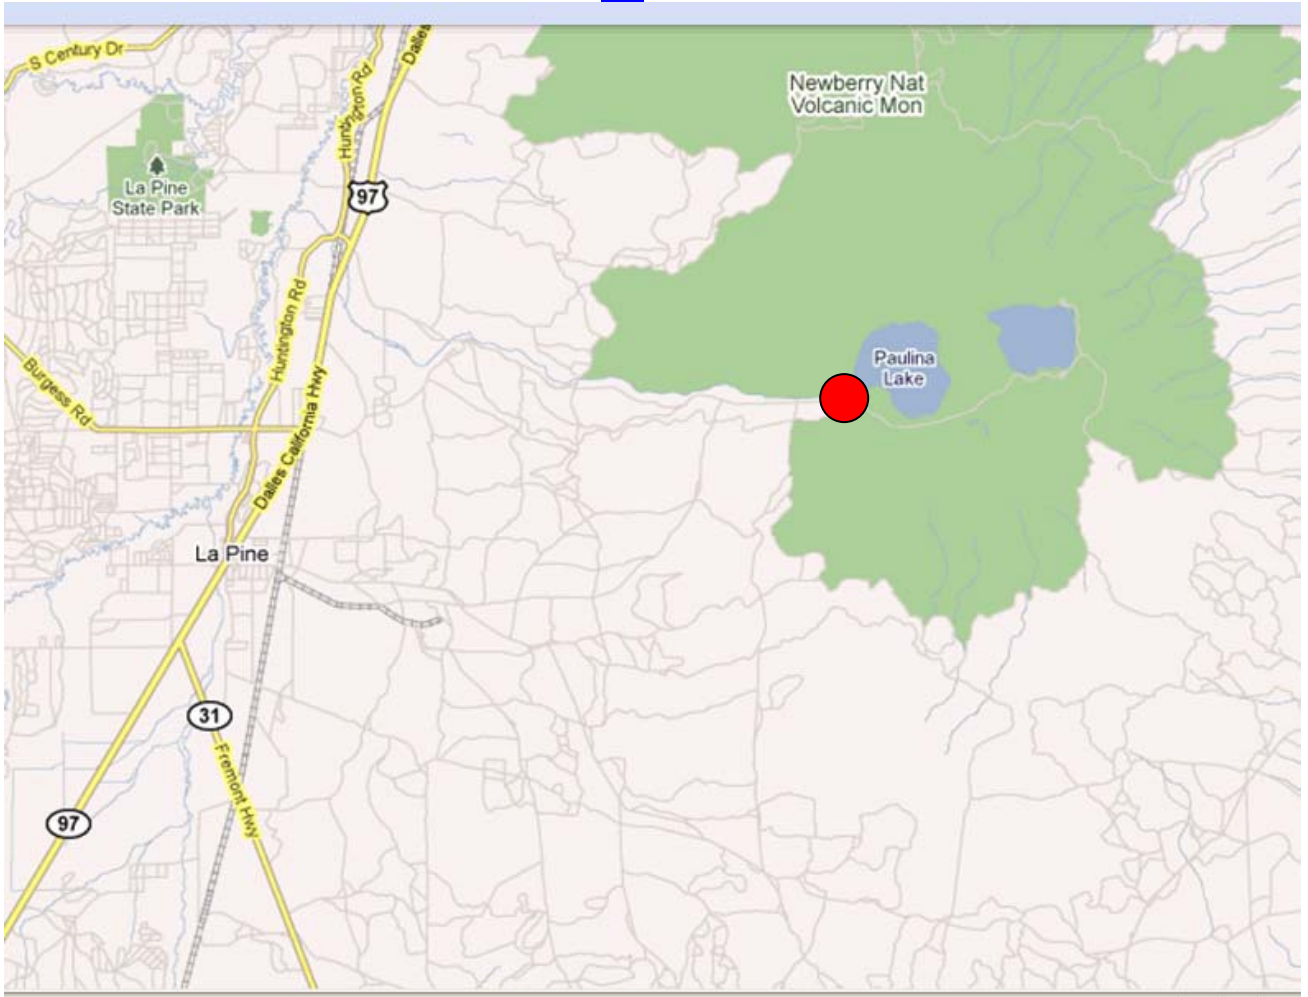 S Century Dr
Huntington Rd
Dalles
Newberry Nat
Volcanic Mon
La Pine
State Park
97
Huntington Rd
Paulina
Lake
Burgess Rd
Dalles California Hwy
La Pine
31
Fremont Hwy
97